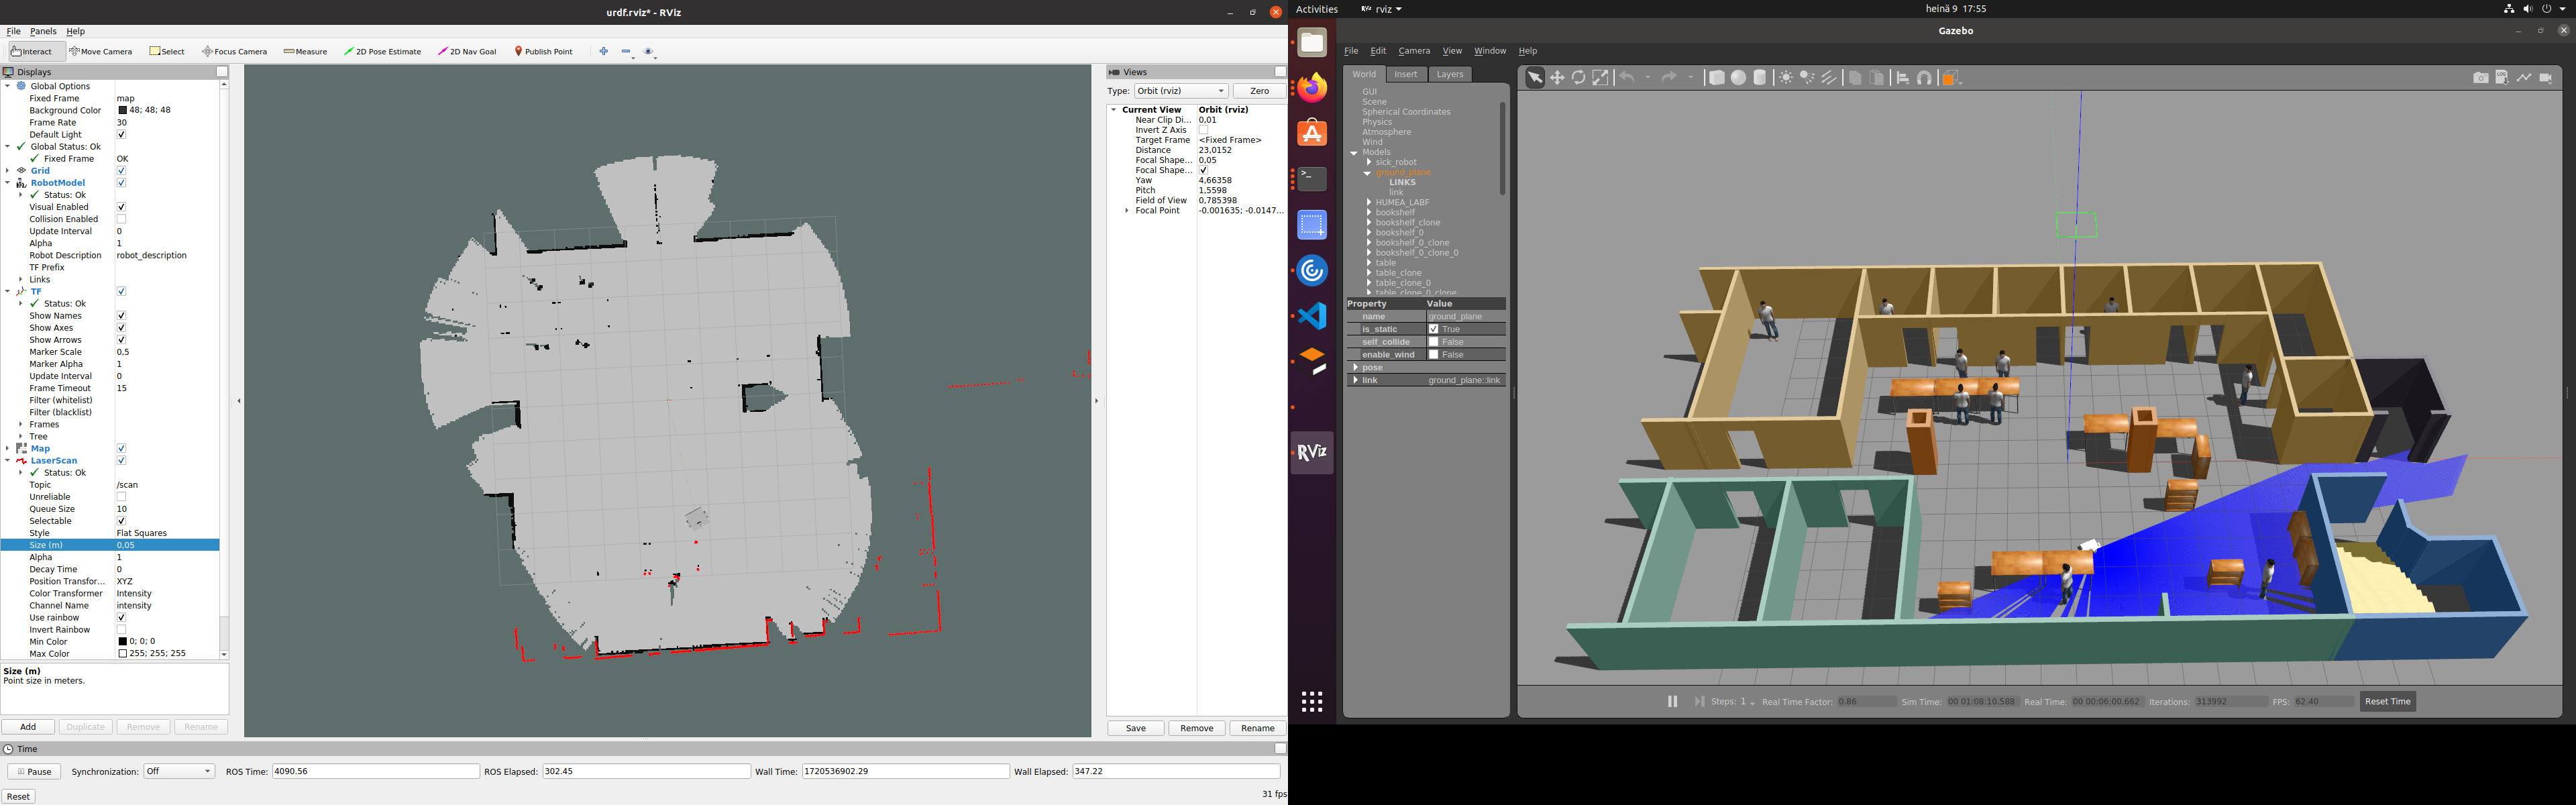 urdf.rviz* - RViz
File Panels Help
Interact Move Camera Select Focus Camera Measure 2D Pose Estimate 2D Nav Goal Publish Point
Displays
Global Options
Fixed Frame map
Background Color 48; 48; 48
Frame Rate 30
Default Light
Global Status: Ok
Fixed Frame OK
Grid
RobotModel
Status: Ok
Visual Enabled
Collision Enabled
Update Interval 0
Alpha 1
Robot Description robot_description
TF Prefix
Links
TF
Status: Ok
Show Names
Show Axes
Show Arrows
Marker Scale 0,5
Marker Alpha 1
Update Interval 0
Frame Timeout 15
Filter (whitelist)
Filter (blacklist)
Frames
Tree
Map
LaserScan
Status: Ok
Topic /scan
Unreliable
Queue Size 10
Selectable
Style Flat Squares
Size (m) 0,05
Alpha 1
Decay Time 0
Position Transfor... XYZ
Color Transformer Intensity
Channel Name intensity
Use rainbow
Invert Rainbow
Min Color 0; 0; 0
Max Color 255; 255; 255
Size (m)
Point size in meters.
Add Duplicate Remove Rename
Views
Type: Orbit (rviz) Zero
Current View Orbit (rviz)
Near Clip Di... 0,01
Invert Z Axis
Target Frame <Fixed Frame>
Distance 23,0152
Focal Shape... 0,05
Focal Shape...
Yaw 4,66358
Pitch 1,5598
Field of View 0,785398
Focal Point -0.001635; -0.0147...
Save Remove Rename
Time
Pause Synchronization: Off ROS Time: 4090.56 ROS Elapsed: 302.45 Wall Time: 1720536902.29 Wall Elapsed: 347.22
Reset 31 fps
Activities RViz rviz heinä 9 17:55
RViz
Gazebo
File Edit Camera View Window Help
World Insert Layers
GUI
Scene
Spherical Coordinates
Physics
Atmosphere
Wind
Models
sick_robot
ground_plane
LINKS
link
HUMEA_LABF
bookshelf
bookshelf_clone
bookshelf_0
bookshelf_0_clone
bookshelf_0_clone_0
table
table_clone
table_clone_0
table_clone_0_clone
Property Value
name ground_plane
is_static True
self_collide False
enable_wind False
pose
link ground_plane::link
LOG
Steps: 1 Real Time Factor: 0.86 Sim Time: 00 01:08:10.588 Real Time: 00 00:06:00.662 Iterations: 313992 FPS: 62.40 Reset Time